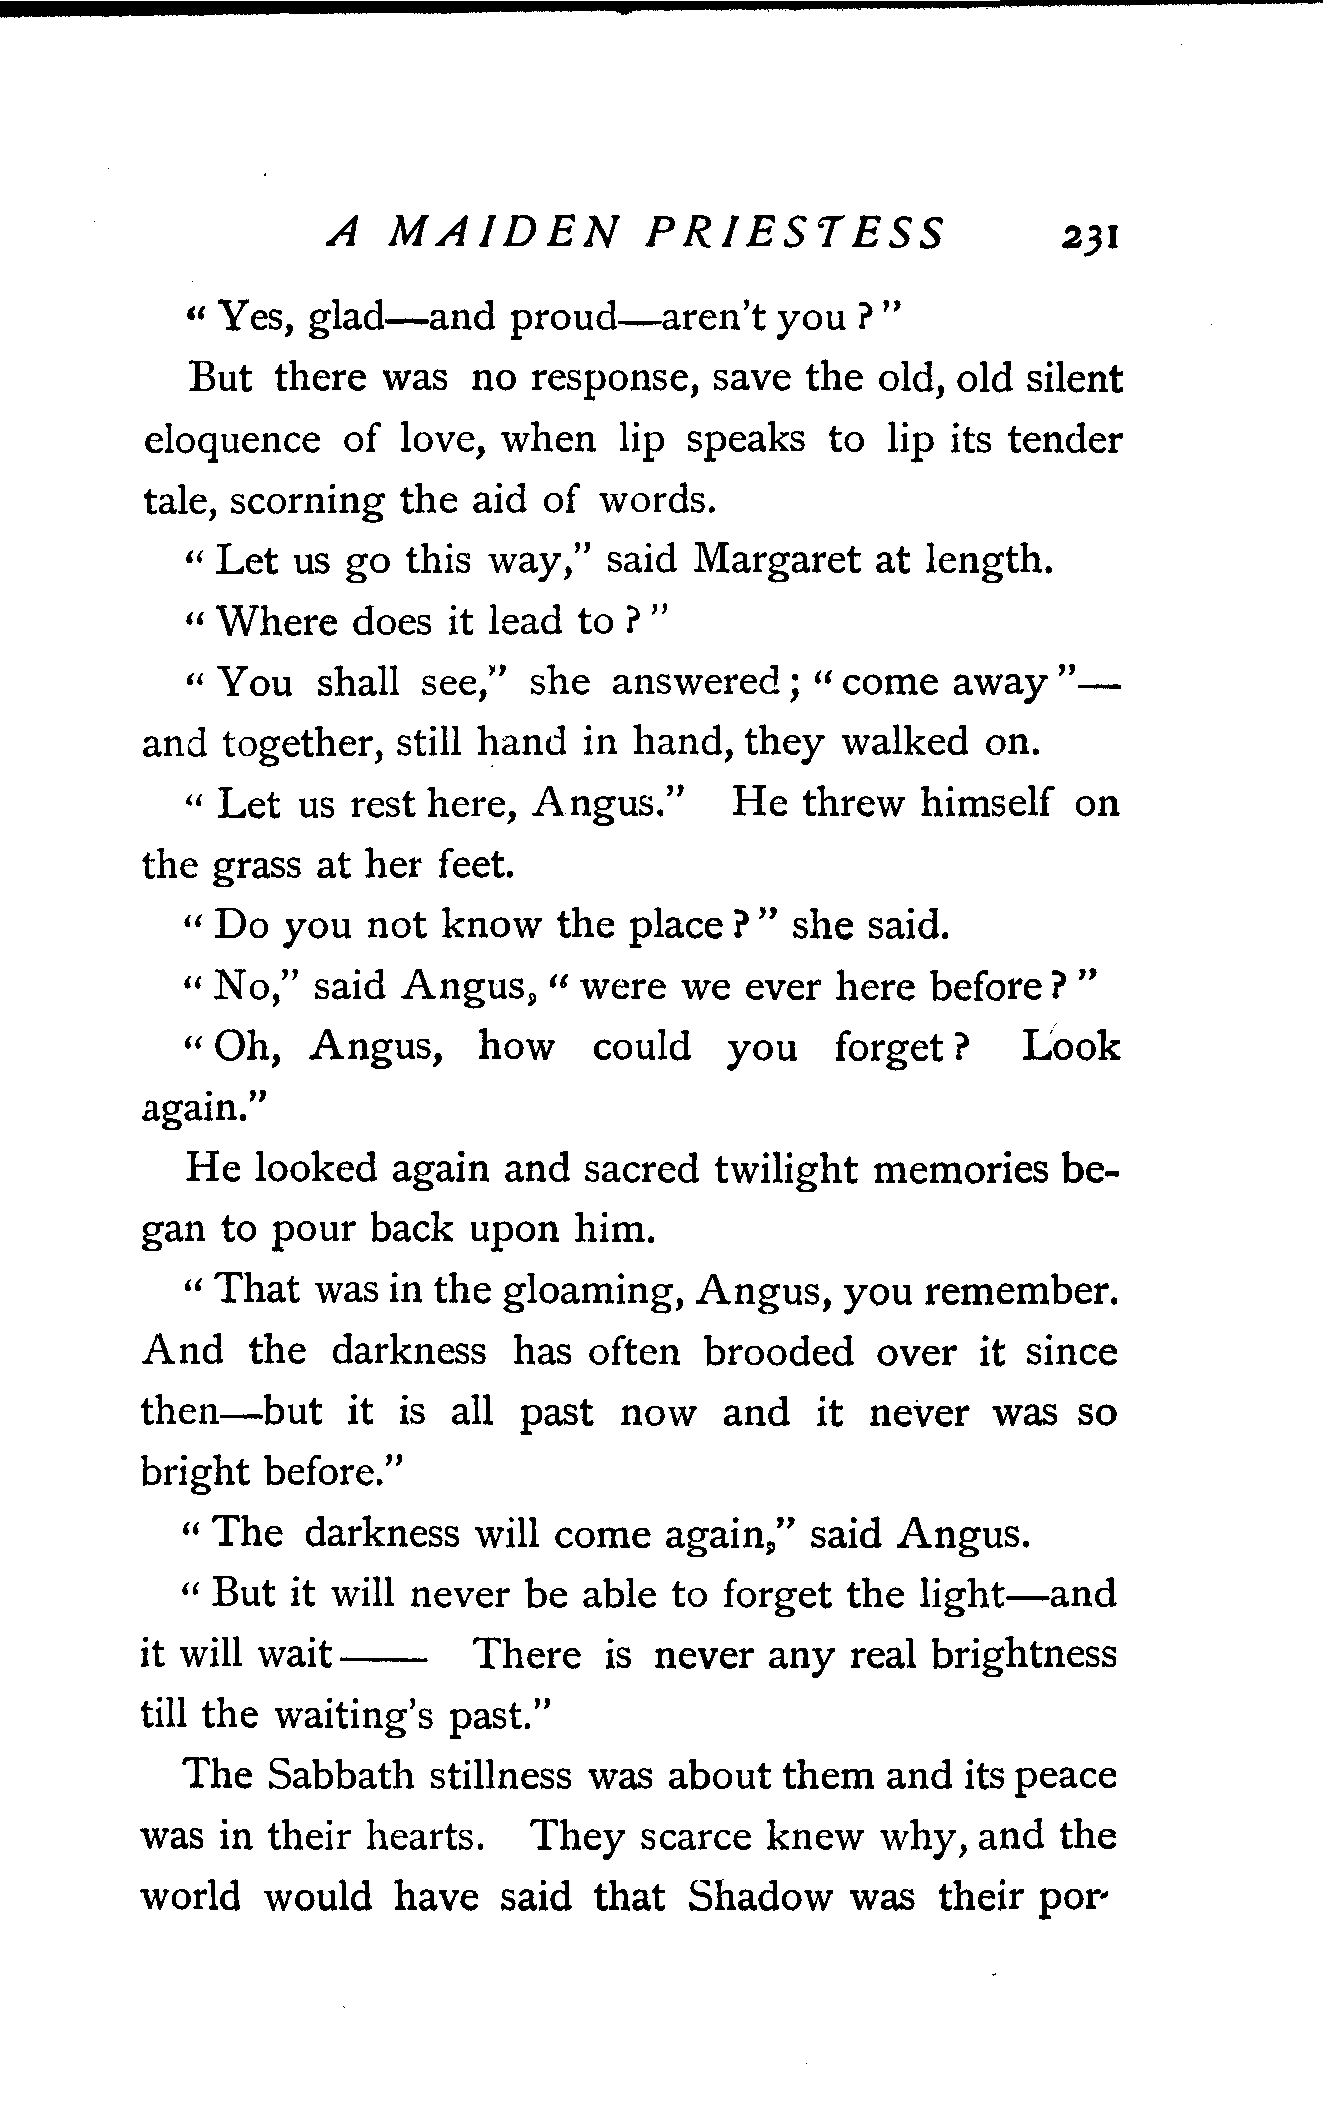 A MAIDEN PRIESTESS 231
" Yes, glad—and proud—aren't you ? "
But there was no response, save the old, old silent
eloquence of love, when lip speaks to lip its tender
tale, scorning the aid of words.
" Let us go this way," said Margaret at length.
" Where does it lead to ? "
" You shall see," she answered ; " come away "—
and together, still hand in hand, they walked on.
" Let us rest here, Angus." He threw himself on
the grass at her feet.
" Do you not know the place ? " she said.
" No," said Angus, " were we ever here before ? "
" Oh, Angus, how could you forget ? Look
again."
He looked again and sacred twilight memories be-
gan to pour back upon him.
" That was in the gloaming, Angus, you remember.
And the darkness has often brooded over it since
then—but it is all past now and it never was so
bright before."
" The darkness will come again," said Angus.
" But it will never be able to forget the light—and
it will wait—— There is never any real brightness
till the waiting's past."
The Sabbath stillness was about them and its peace
was in their hearts. They scarce knew why, and the
world would have said that Shadow was their por-